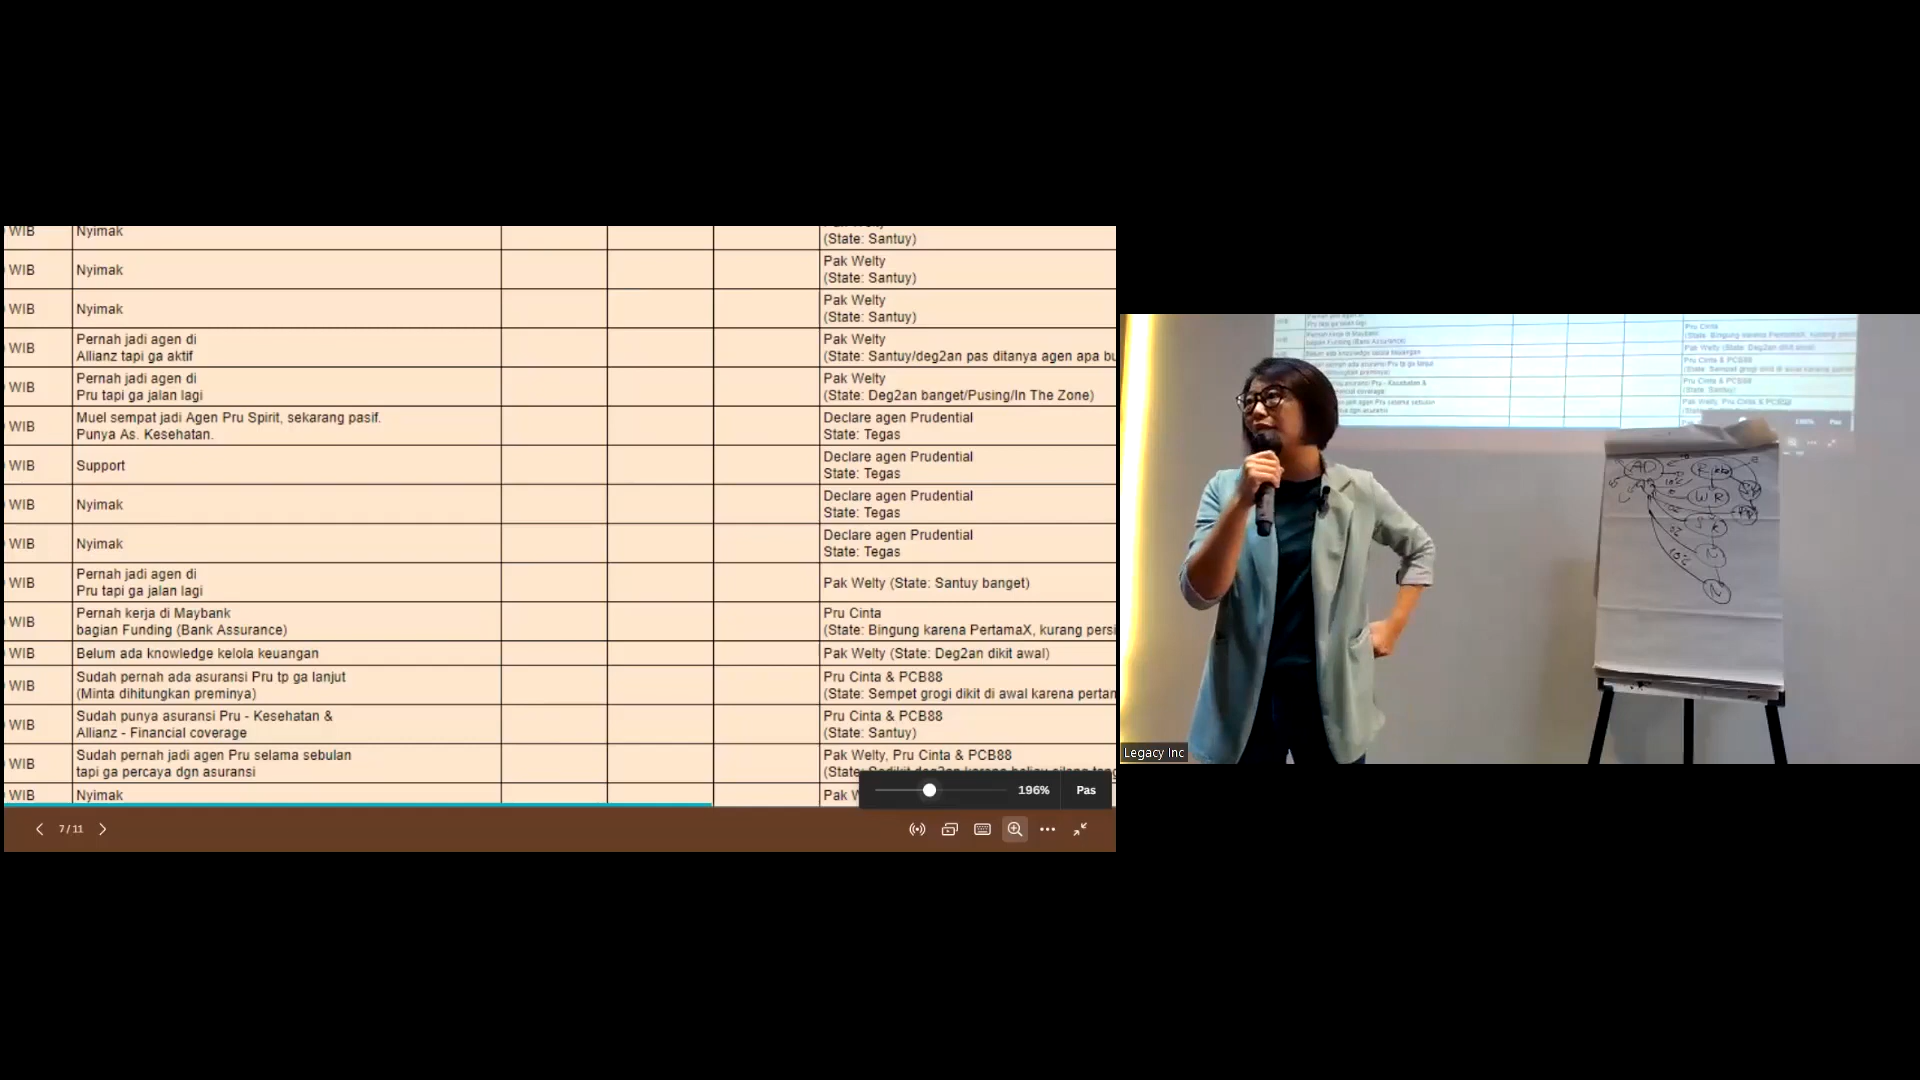 WIB Nyimak
(State: Santuy)
WIB Nyimak Pak Welty
(State: Santuy)
WIB Nyimak Pak Welty
(State: Santuy)
WIB Pernah jadi agen di
Allianz tapi ga aktif
Pak Welty
(State: Santuy/deg2an pas ditanya agen apa bu
WIB Pernah jadi agen di
Pru tapi ga jalan lagi
Pak Welty
(State: Deg2an banget/Pusing/In The Zone)
WIB Muel sempat jadi Agen Pru Spirit, sekarang pasif.
Punya As. Kesehatan.
Declare agen Prudential
State: Tegas
WIB Support Declare agen Prudential
State: Tegas
WIB Nyimak Declare agen Prudential
State: Tegas
WIB Nyimak Declare agen Prudential
State: Tegas
WIB Pernah jadi agen di
Pru tapi ga jalan lagi
Pak Welty (State: Santuy banget)
WIB Pernah kerja di Maybank
bagian Funding (Bank Assurance)
Pru Cinta
(State: Bingung karena PertamaX, kurang persi
WIB Belum ada knowledge kelola keuangan Pak Welty (State: Deg2an dikit awal)
WIB Sudah pernah ada asuransi Pru tp ga lanjut
(Minta dihitungkan preminya)
Pru Cinta & PCB88
(State: Sempet grogi dikit di awal karena pertan
WIB Sudah punya asuransi Pru - Kesehatan &
Allianz - Financial coverage
Pru Cinta & PCB88
(State: Santuy)
WIB Sudah pernah jadi agen Pru selama sebulan
tapi ga percaya dgn asuransi
Pak Welty, Pru Cinta & PCB88
(State:
WIB Nyimak Pak W
196% Pas
7 / 11
Legacy Inc
AD
WR